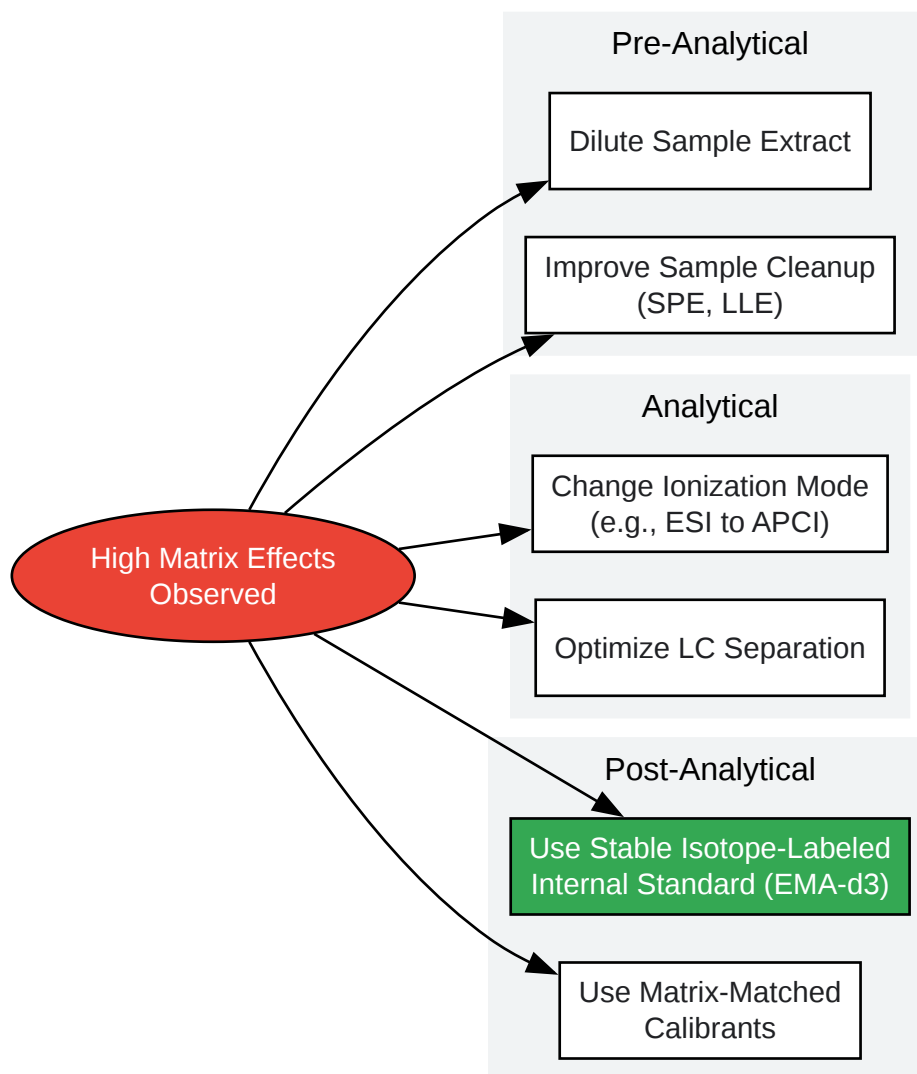 Pre-Analytical
Dilute Sample Extract
Improve Sample Cleanup
(SPE, LLE)
Analytical
Change Ionization Mode
(e.g., ESI to APCI)
High Matrix Effects
Observed
Optimize LC Separation
Post-Analytical
Use Stable Isotope-Labeled
Internal Standard (EMA-d3)
Use Matrix-Matched
Calibrants